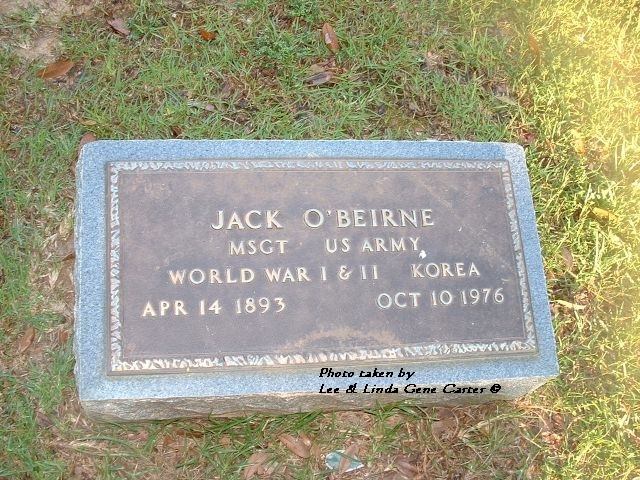 JACK O'BEIRNE
MSGT US ARMY
WORLD WAR I & II KOREA
APR 14 1893 OCT 10 1976
Photo taken by
Lee & Linda Gene Carter ©